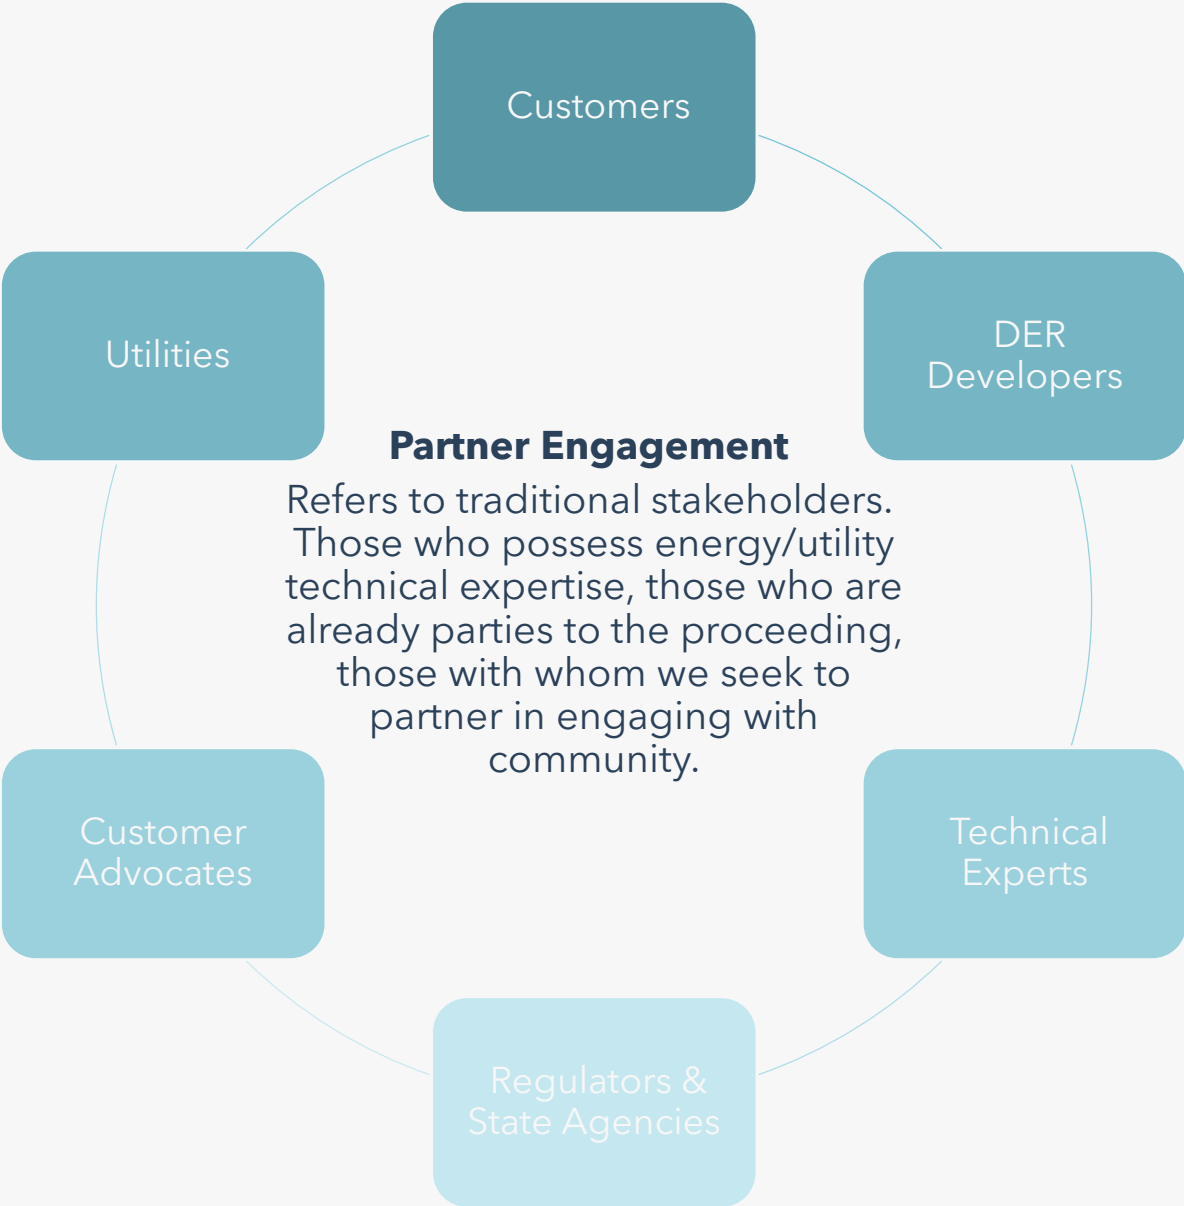 Customers
Utilities
DER
Developers
Partner Engagement
Refers to traditional stakeholders.
Those who possess energy/utility
technical expertise, those who are
already parties to the proceeding,
those with whom we seek to
partner in engaging with
community.
Customer
Advocates
Technical
Experts
Regulators &
State Agencies